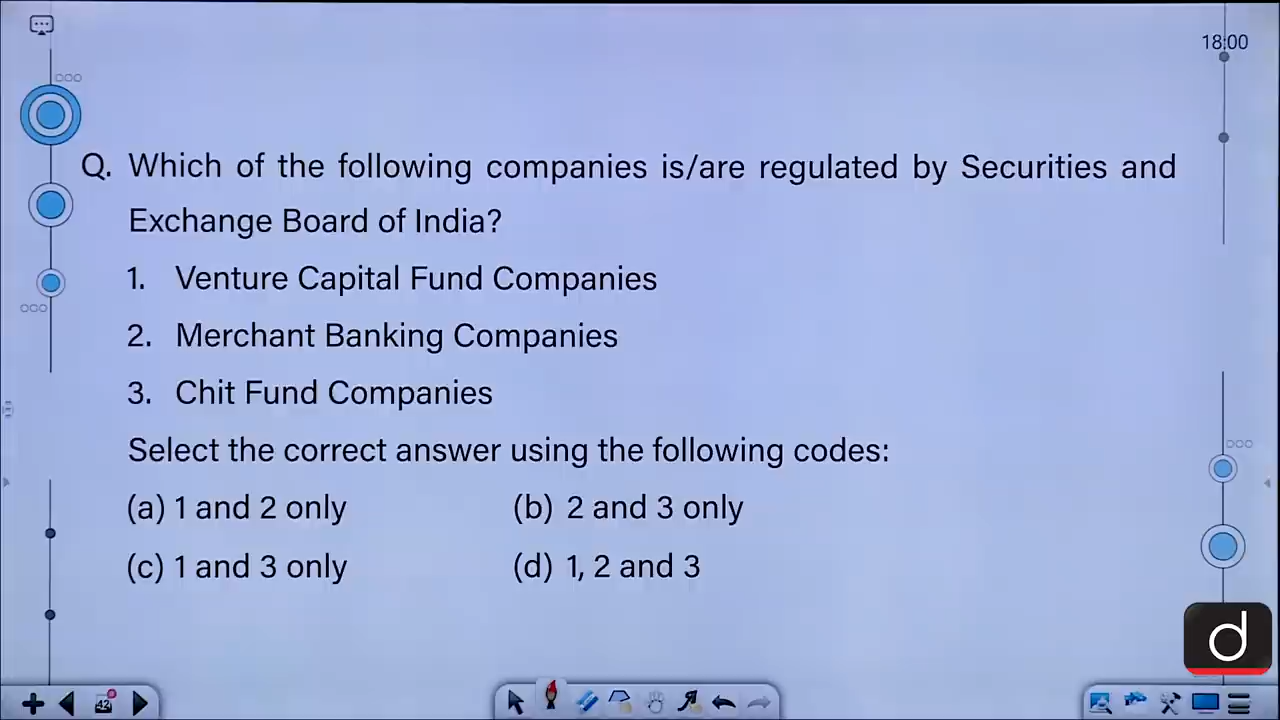 18:00
Q. Which of the following companies is/are regulated by Securities and
Exchange Board of India?
1. Venture Capital Fund Companies
2. Merchant Banking Companies
3. Chit Fund Companies
Select the correct answer using the following codes:
(a) 1 and 2 only (b) 2 and 3 only
(c) 1 and 3 only (d) 1, 2 and 3
d
42